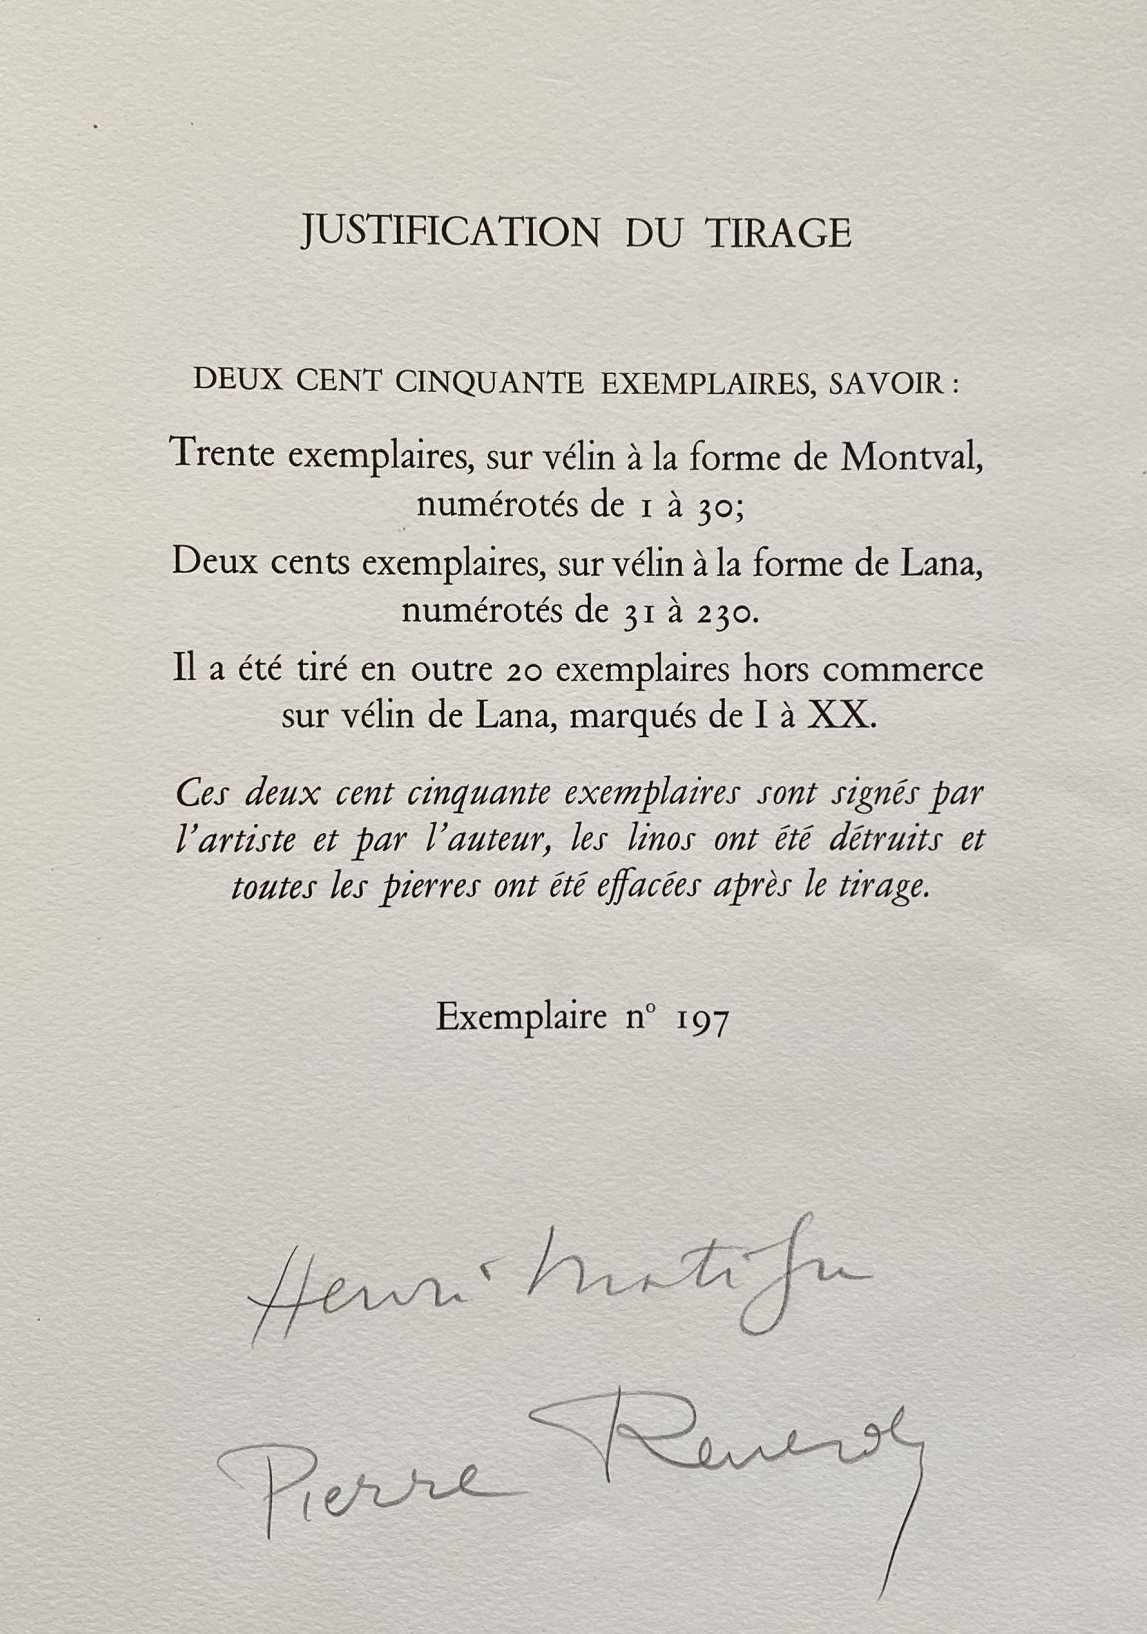 JUSTIFICATION DU TIRAGE
DEUX CENT CINQUANTE EXEMPLAIRES, SAVOIR :
Trente exemplaires, sur vélin à la forme de Montval,
numérotés de 1 à 30;
Deux cents exemplaires, sur vélin à la forme de Lana,
numérotés de 31 à 230.
Il a été tiré en outre 20 exemplaires hors commerce
sur vélin de Lana, marqués de I à XX.
Ces deux cent cinquante exemplaires sont signés par
l'artiste et par l'auteur, les linos ont été détruits et
toutes les pierres ont été effacées après le tirage.
Exemplaire nº 197
Henri Matisse
Pierre Reverdy